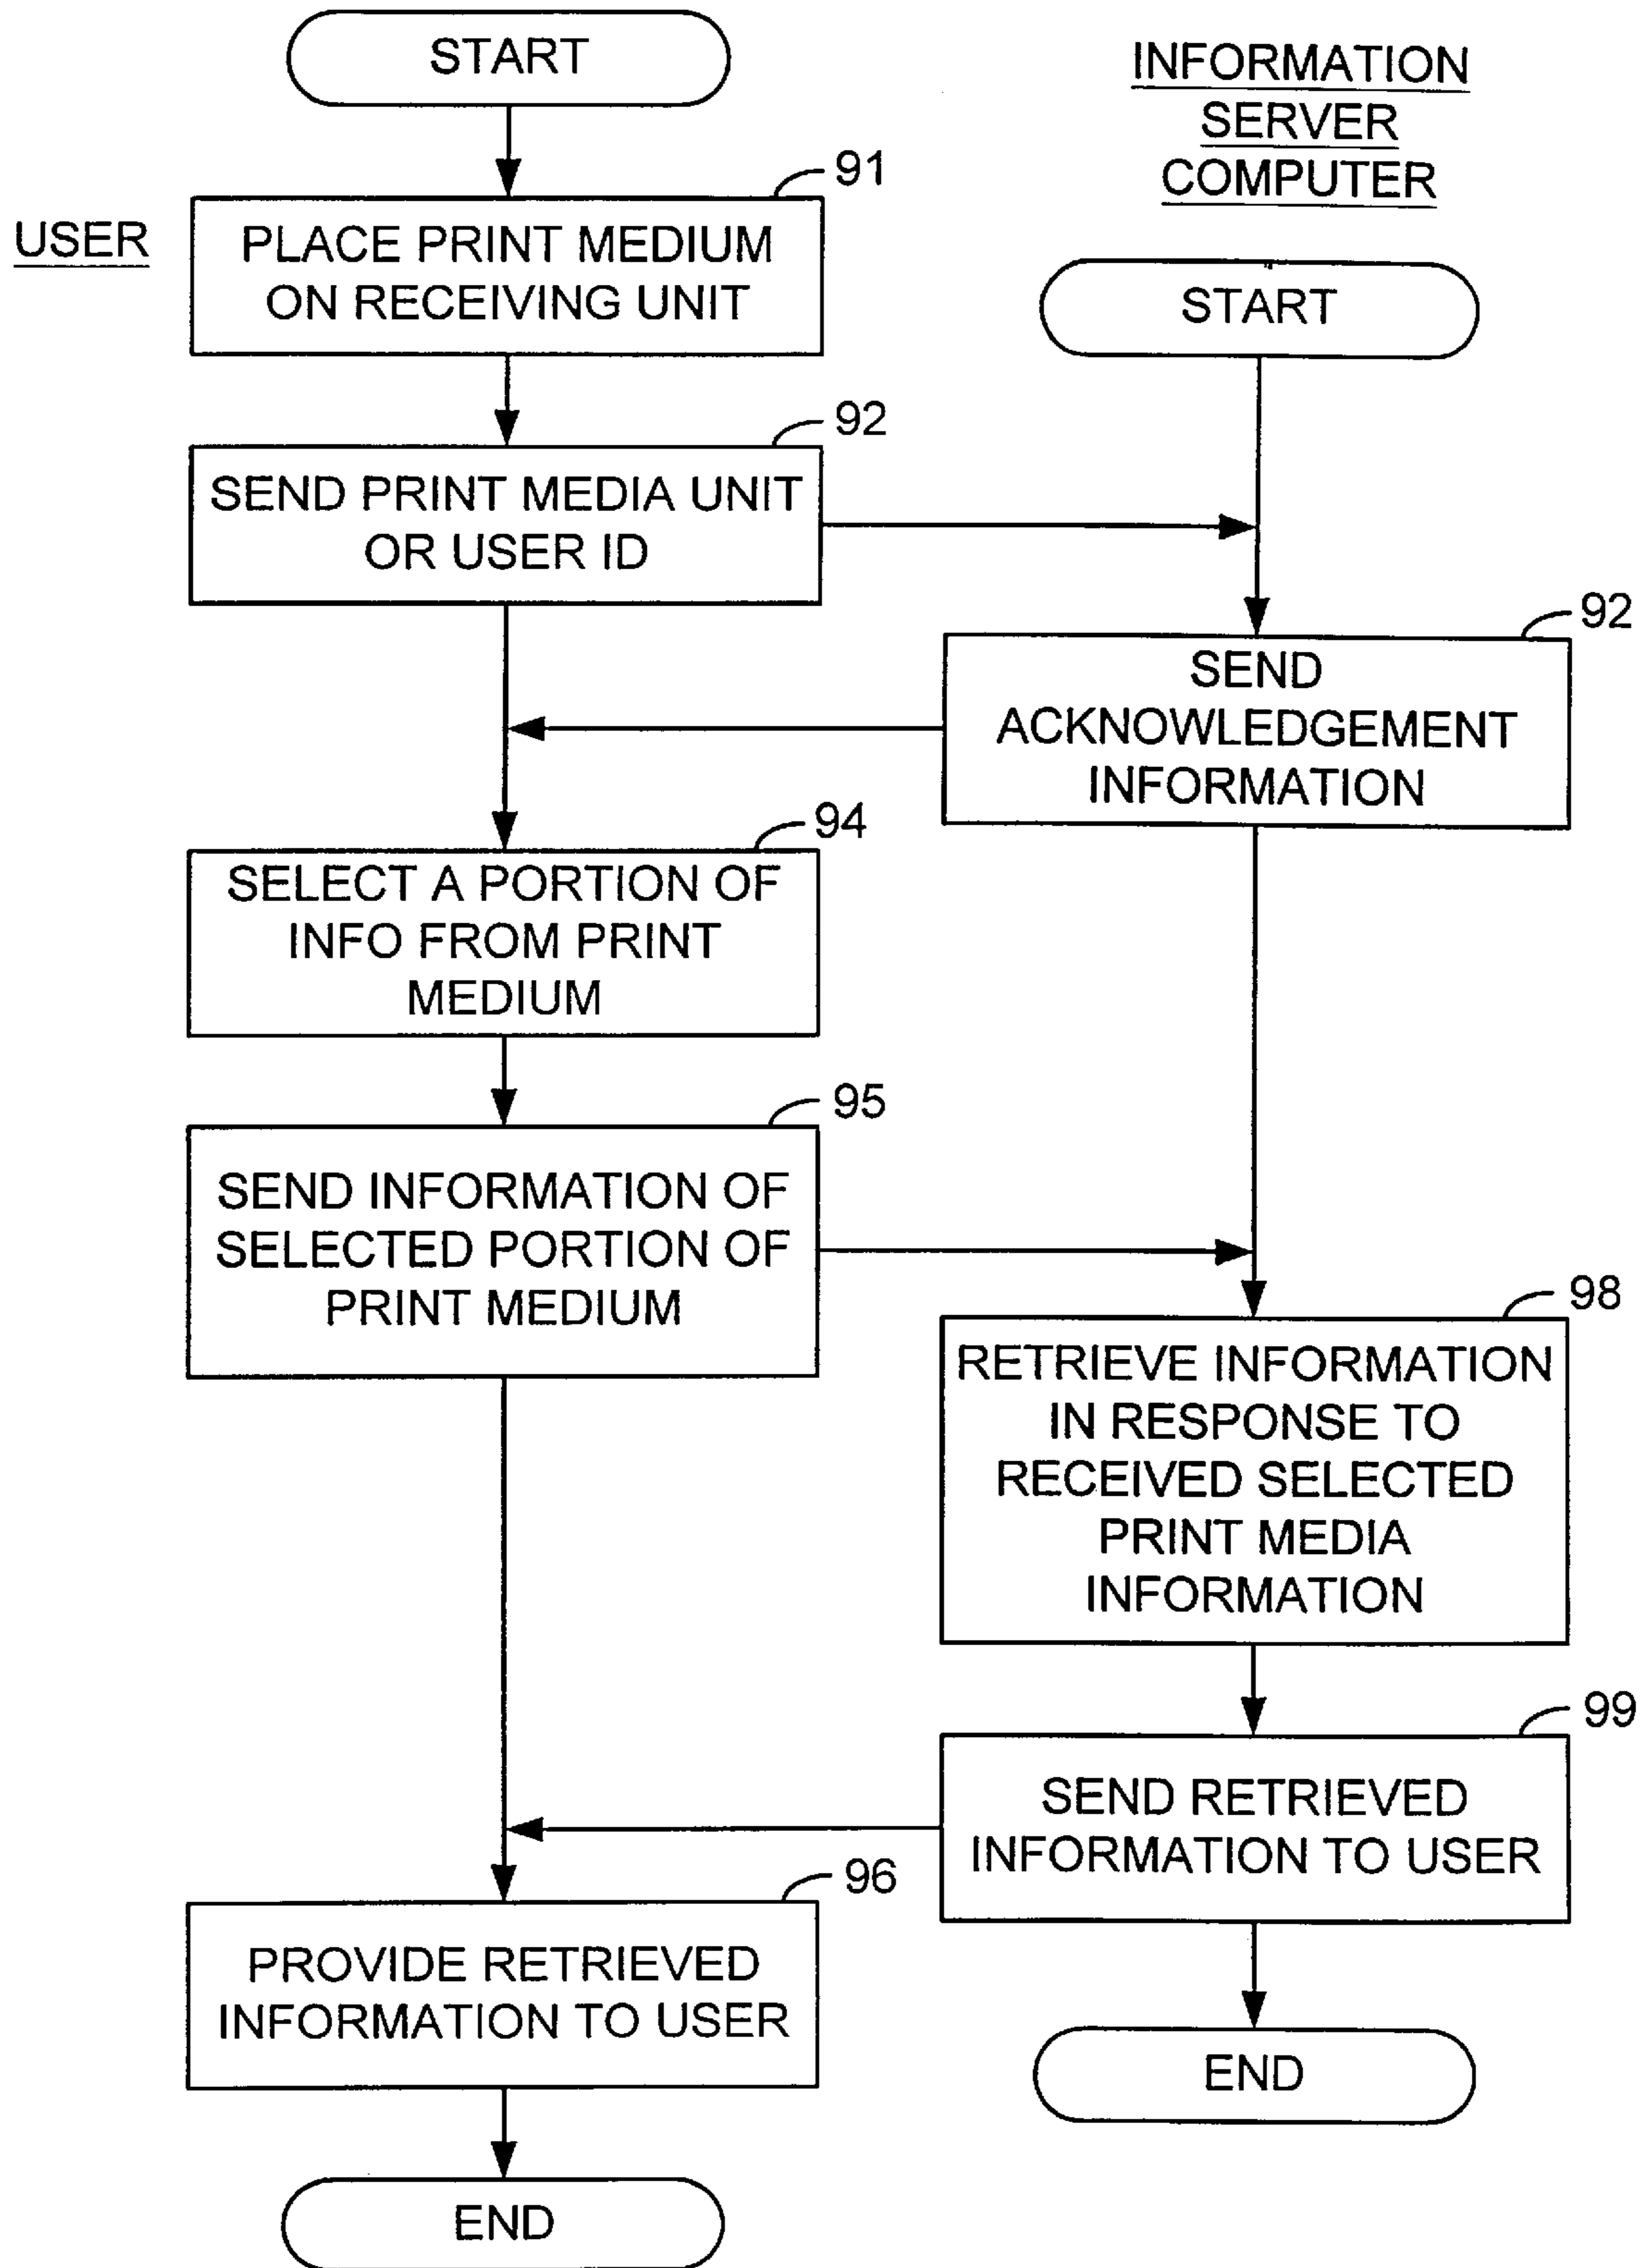 START
INFORMATION
SERVER
COMPUTER
91
USER
PLACE PRINT MEDIUM
ON RECEIVING UNIT
START
92
SEND PRINT MEDIA UNIT
OR USER ID
92
SEND
ACKNOWLEDGEMENT
INFORMATION
94
SELECT A PORTION OF
INFO FROM PRINT
MEDIUM
95
SEND INFORMATION OF
SELECTED PORTION OF
PRINT MEDIUM
98
RETRIEVE INFORMATION
IN RESPONSE TO
RECEIVED SELECTED
PRINT MEDIA
INFORMATION
99
SEND RETRIEVED
INFORMATION TO USER
96
PROVIDE RETRIEVED
INFORMATION TO USER
END
END